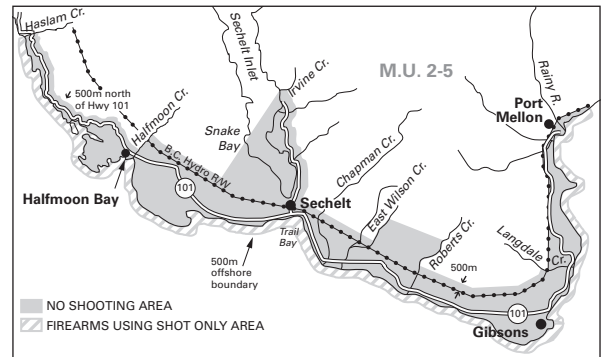 Haslam Cr.
500m north
of Hwy 101
Halfmoon Cr.
Halfmoon Bay
B.C. Hydro R/W
101
Sechelt Inlet
Snake
Bay
Irvine Cr.
M.U. 2-5
Rainy R.
Port
Mellon
Chapman Cr.
East Wilson Cr.
Sechelt
Trail
Bay
500m
offshore
boundary
Roberts Cr.
500m
Langdale
Cr.
101
Gibsons
NO SHOOTING AREA
FIREARMS USING SHOT ONLY AREA